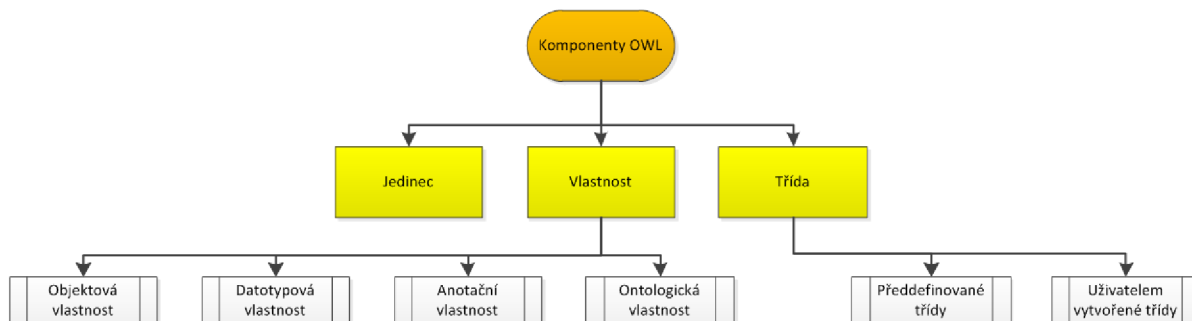 Komponenty OWL
Jedinec
Vlastnost
Třída
Objektová
vlastnost
Datotypová
vlastnost
Anotační
vlastnost
Ontologická
vlastnost
Předdefinované
třídy
Uživatelem
vytvořené třídy